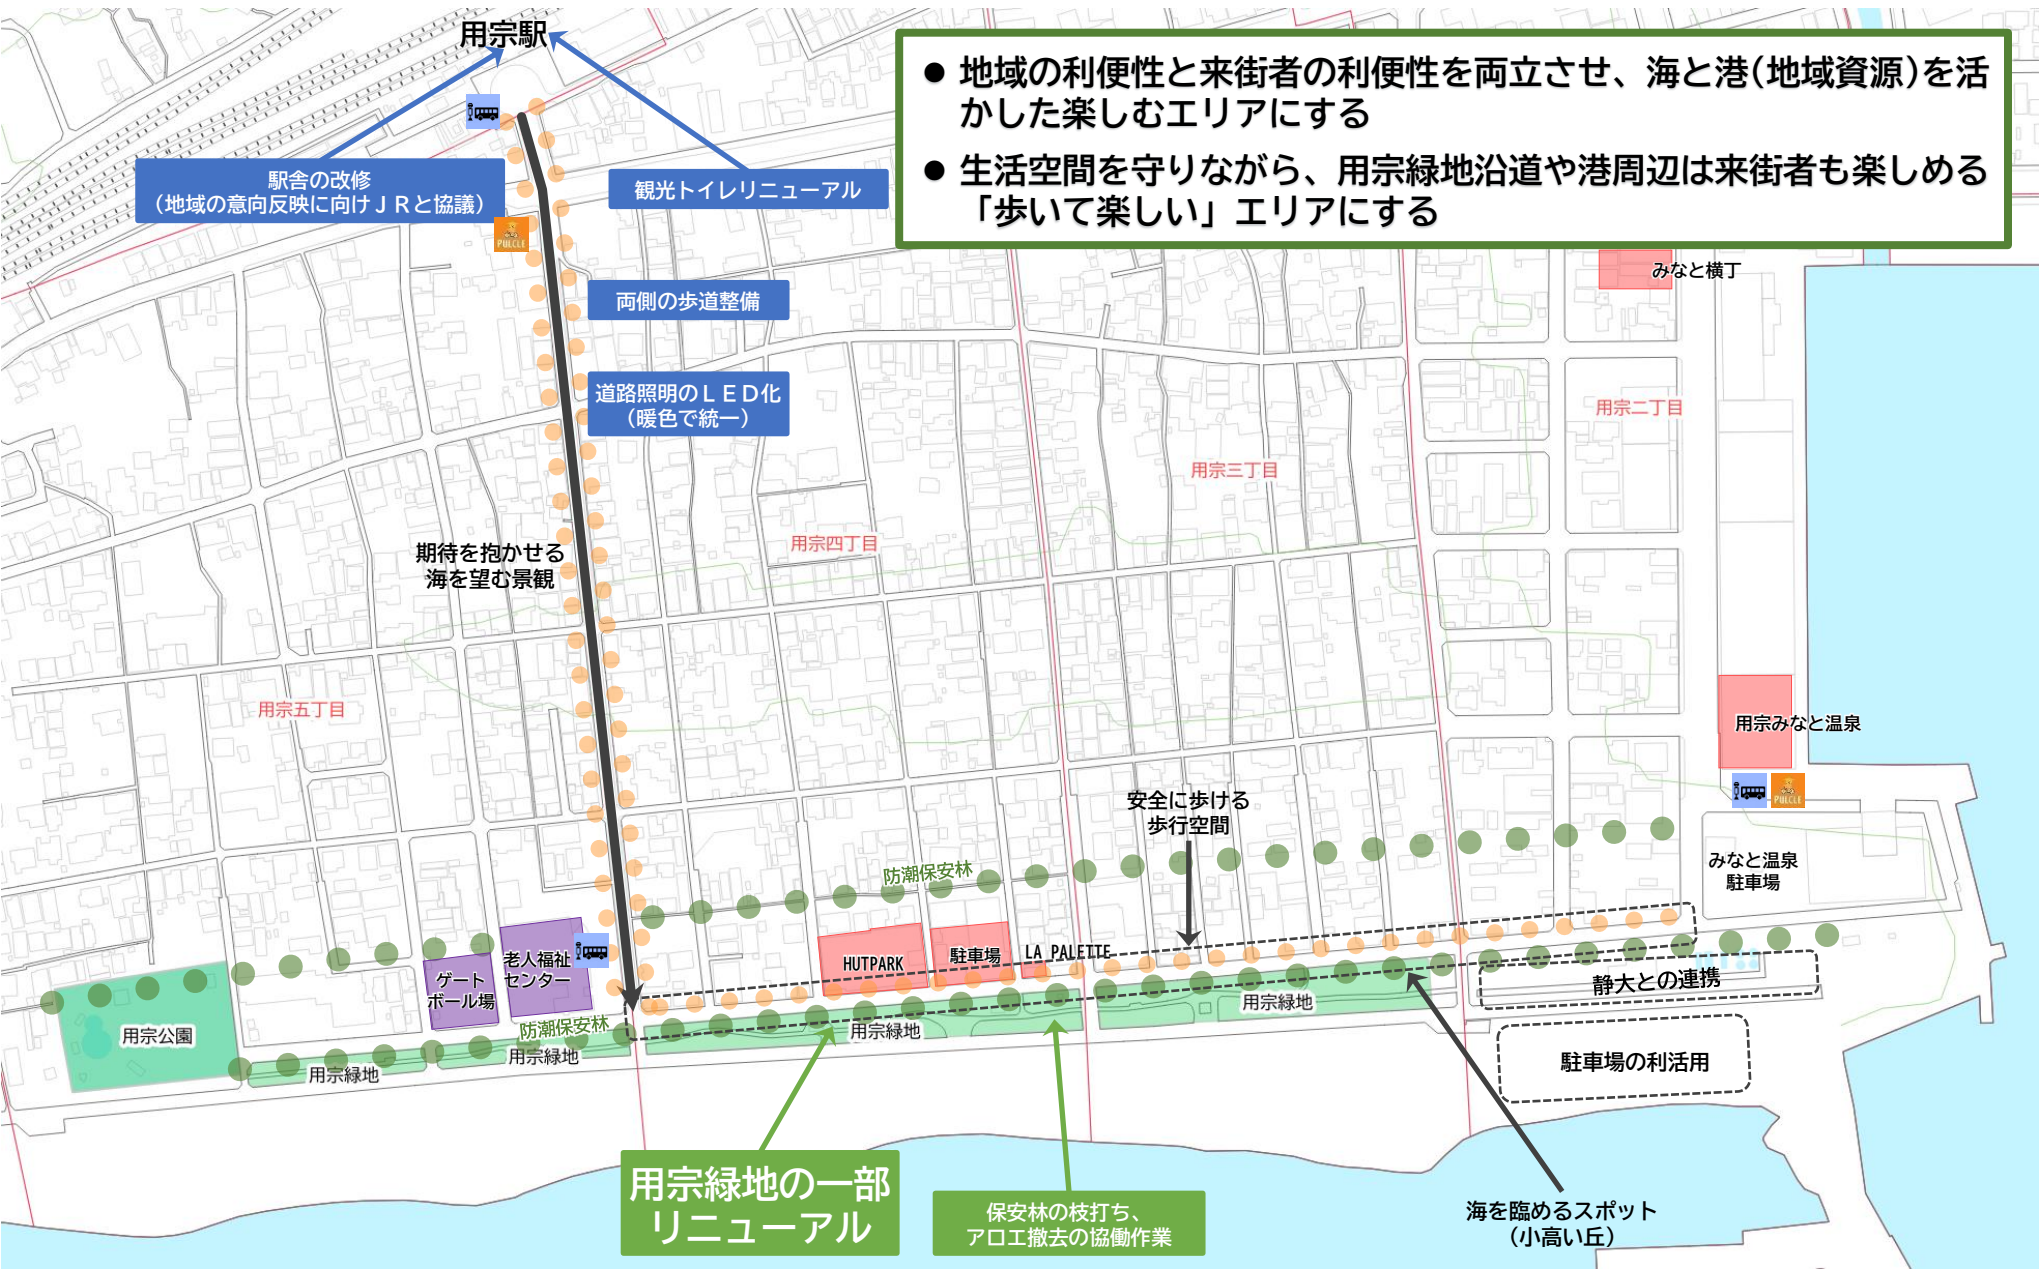 用宗駅
● 地域の利便性と来街者の利便性を両立させ、海と港(地域資源)を活
かした楽しむエリアにする
● 生活空間を守りながら、用宗緑地沿道や港周辺は来街者も楽しめる
「歩いて楽しい」エリアにする
駅舎の改修
（地域の意向反映に向けＪＲと協議）
観光トイレリニューアル
PULCLE
両側の歩道整備
道路照明のＬＥＤ化
（暖色で統一）
みなと横丁
用宗二丁目
用宗三丁目
用宗四丁目
期待を抱かせる
海を望む景観
用宗五丁目
用宗みなと温泉
PULCLE
安全に歩ける
歩行空間
みなと温泉
駐車場
防潮保安林
HUTPARK
駐車場
LA PALETTE
老人福祉
センター
ゲート
ボール場
静大との連携
用宗公園
防潮保安林
用宗緑地
用宗緑地
用宗緑地
用宗緑地
駐車場の利活用
用宗緑地の一部
リニューアル
保安林の枝打ち、
アロエ撤去の協働作業
海を臨めるスポット
（小高い丘）